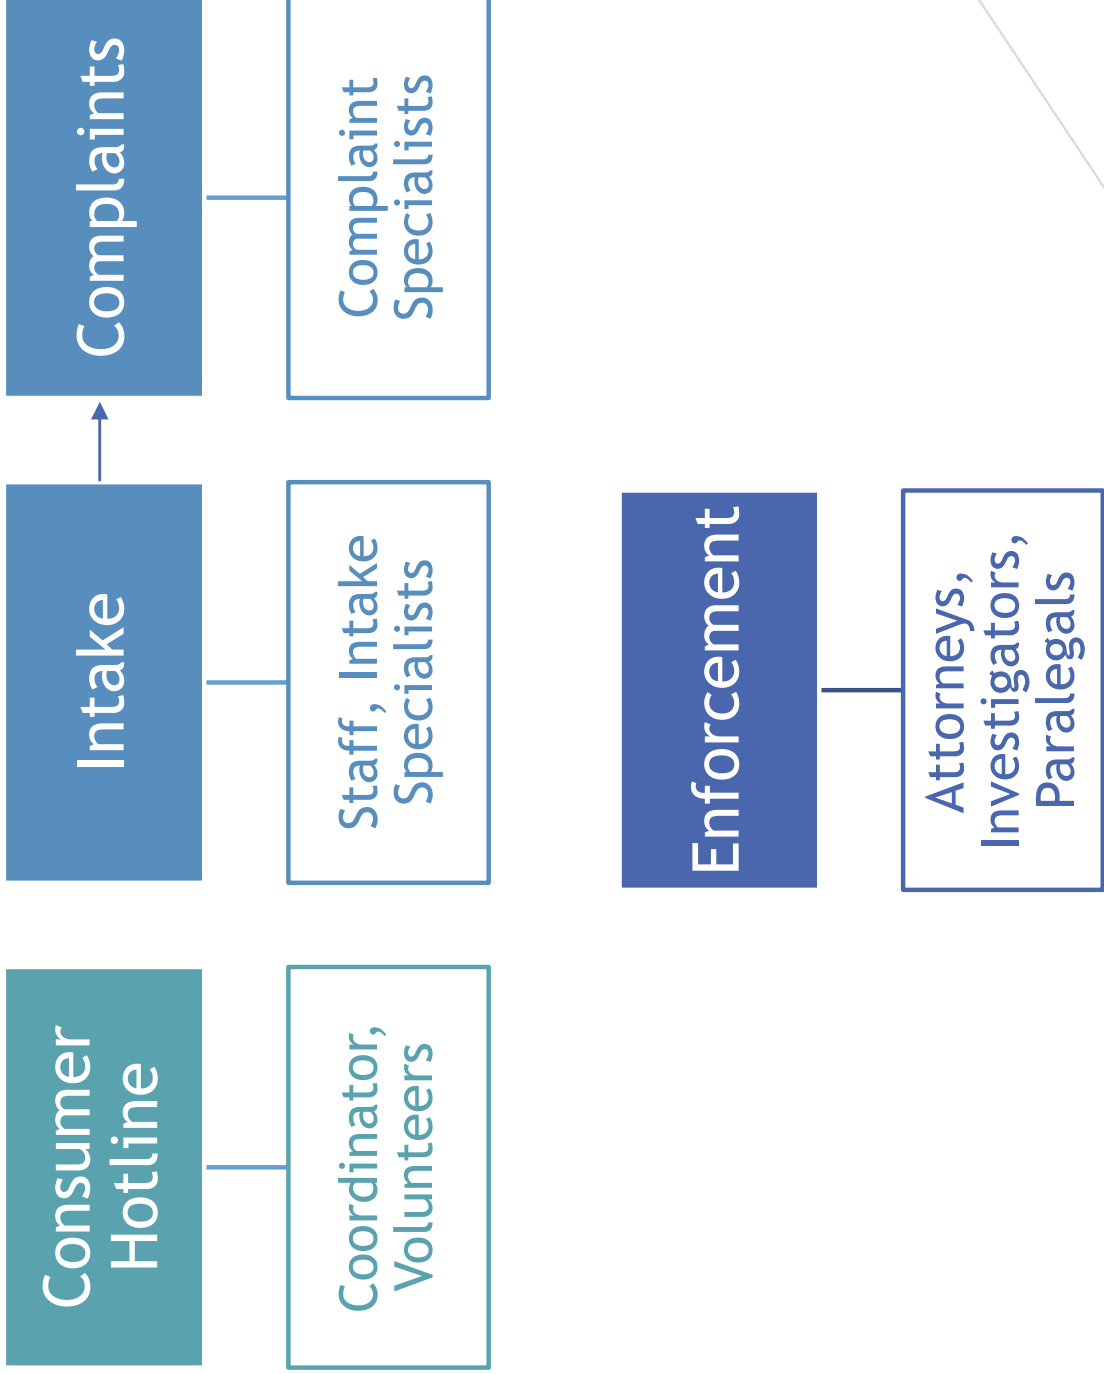 Consumer
Hotline
Coordinator,
Volunteers
Intake
Staff, Intake
Specialists
Complaints
Complaint
Specialists
Enforcement
Attorneys,
Investigators,
Paralegals